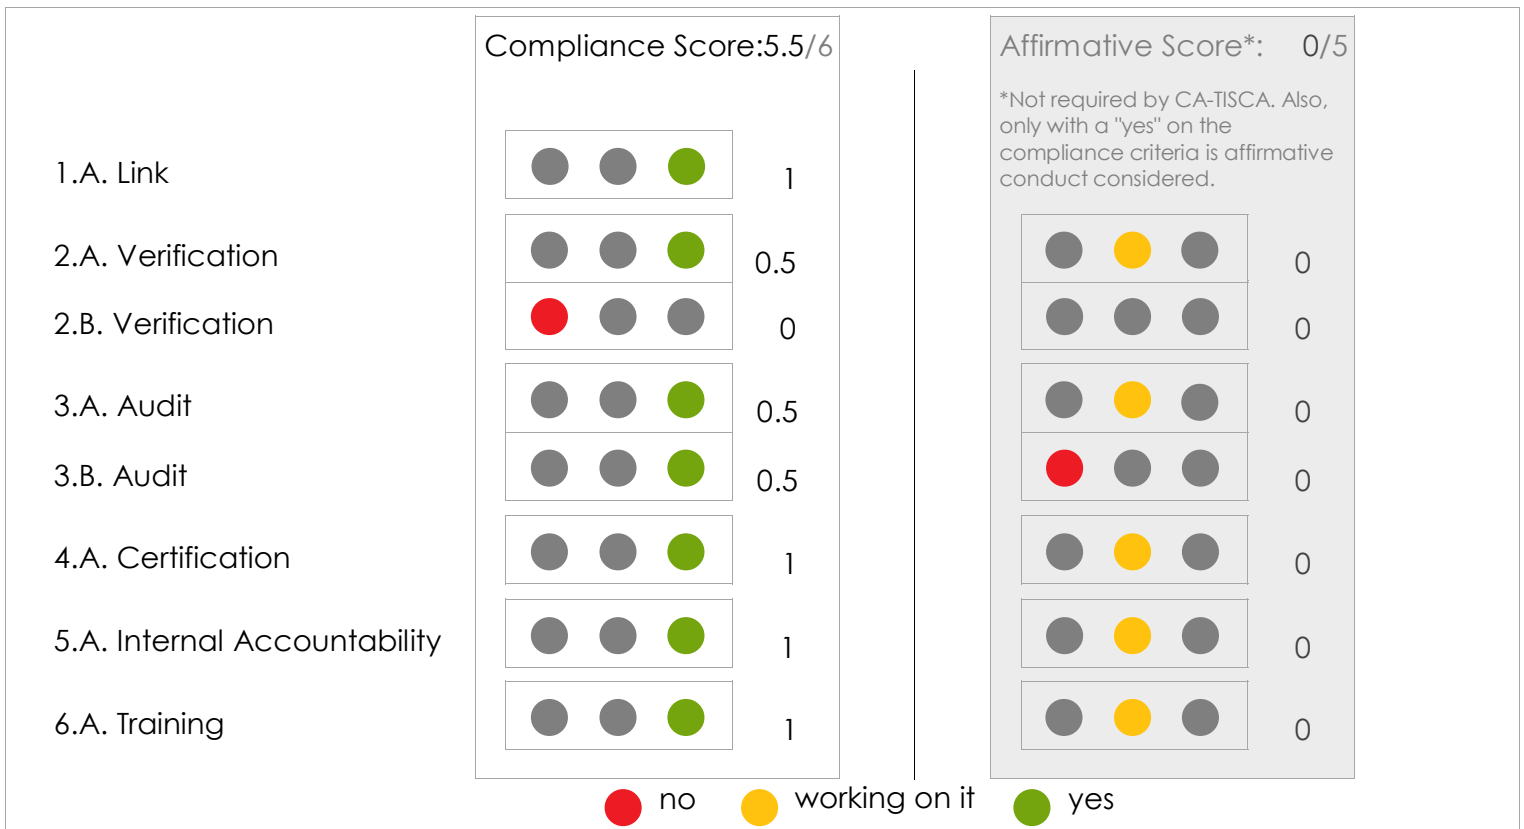 Compliance Score:5.5/6
Affirmative Score*: 0/5
*Not required by CA-TISCA. Also,
only with a "yes" on the
compliance criteria is affirmative
conduct considered.
1.A. Link 1
2.A. Verification 0.5 0
2.B. Verification 0 0
3.A. Audit 0.5 0
3.B. Audit 0.5 0
4.A. Certification 1 0
5.A. Internal Accountability 1 0
6.A. Training 1 0
no working on it yes